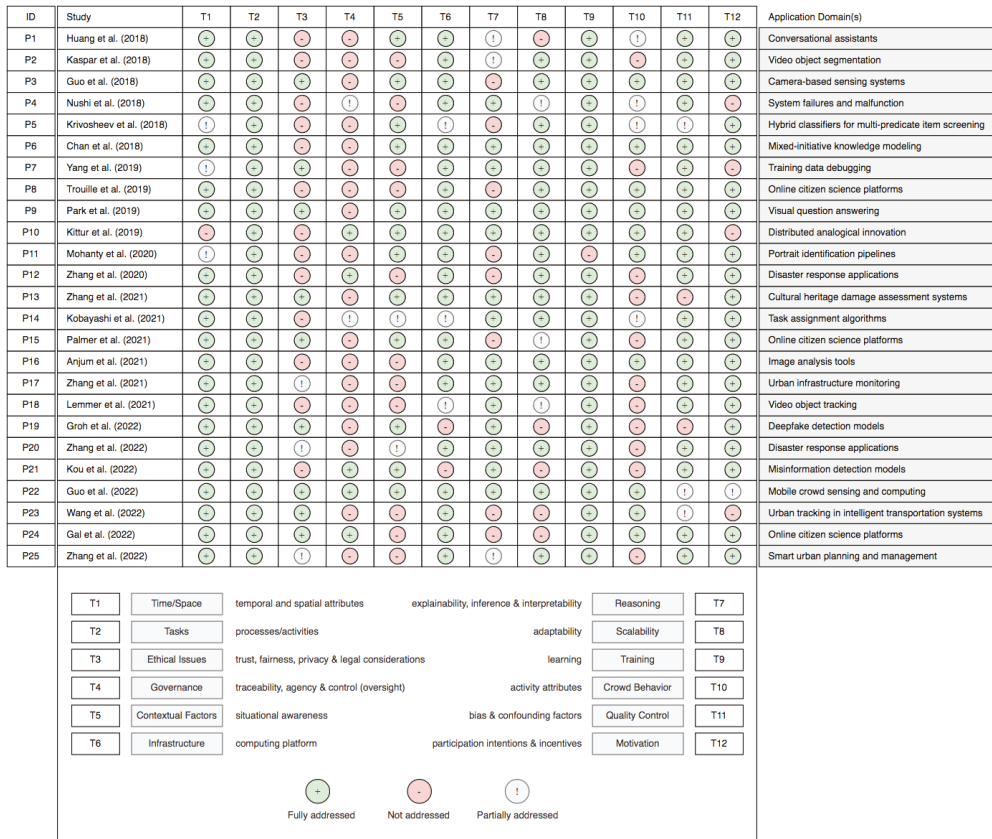 ID Study T1 T2 T3 T4 T5 T6 T7 T8 T9 T10 T11 T12 Application Domain(s)
P1 Huang et al. (2018) + + - - + + ! - + ! + + Conversational assistants
P2 Kaspar et al. (2018) + + - - - + ! + + - + + Video object segmentation
P3 Guo et al. (2018) + + + - + + - + + + + + Camera-based sensing systems
P4 Nushi et al. (2018) + + - ! - + + ! + ! + - System failures and malfunction
P5 Krivosheev et al. (2018) ! + - - + ! - + + ! ! + Hybrid classifiers for multi-predicate item screening
P6 Chan et al. (2018) + + - - + + + + + + + + Mixed-initiative knowledge modeling
P7 Yang et al. (2019) ! + + - - + + + + - + - Training data debugging
P8 Trouille et al. (2019) + + - - - + - + + + + + Online citizen science platforms
P9 Park et al. (2019) + + + - + + + + + + + + Visual question answering
P10 Kittur et al. (2019) - + - - + + + + + + + - Distributed analogical innovation
P11 Mohanty et al. (2020) ! + - - + + - + - + + + Portrait identification pipelines
P12 Zhang et al. (2020) + + - + - + - + + - + + Disaster response applications
P13 Zhang et al. (2021) + + + - + + + + + - - + Cultural heritage damage assessment systems
P14 Kobayashi et al. (2021) + + - ! ! ! + + + ! + + Task assignment algorithms
P15 Palmer et al. (2021) + + + - + + - ! + - + + Online citizen science platforms
P16 Anjum et al. (2021) + + - - - + + + + + + + Image analysis tools
P17 Zhang et al. (2021) + + ! - - + + + + - + + Urban infrastructure monitoring
P18 Lemmer et al. (2021) + + - - - ! + ! + - + + Video object tracking
P19 Groh et al. (2022) + + - - + - + - + - - + Deepfake detection models
P20 Zhang et al. (2022) + + ! - ! + + + + - + + Disaster response applications
P21 Kou et al. (2022) + + - + + - + - + - + + Misinformation detection models
P22 Guo et al. (2022) + + + + + + + + + + ! ! Mobile crowd sensing and computing
P23 Wang et al. (2022) + + + - - + - - + + ! - Urban tracking in intelligent transportation systems
P24 Gal et al. (2022) + + + + - + - - + + + + Online citizen science platforms
P25 Zhang et al. (2022) + + ! - - + ! + + - + + Smart urban planning and management
T1 Time/Space temporal and spatial attributes explainability, inference & interpretability Reasoning T7
T2 Tasks processes/activities adaptability Scalability T8
T3 Ethical Issues trust, fairness, privacy & legal considerations learning Training T9
T4 Governance traceability, agency & control (oversight) activity attributes Crowd Behavior T10
T5 Contextual Factors situational awareness bias & confounding factors Quality Control T11
T6 Infrastructure computing platform participation intentions & incentives Motivation T12
+ - !
Fully addressed Not addressed Partially addressed